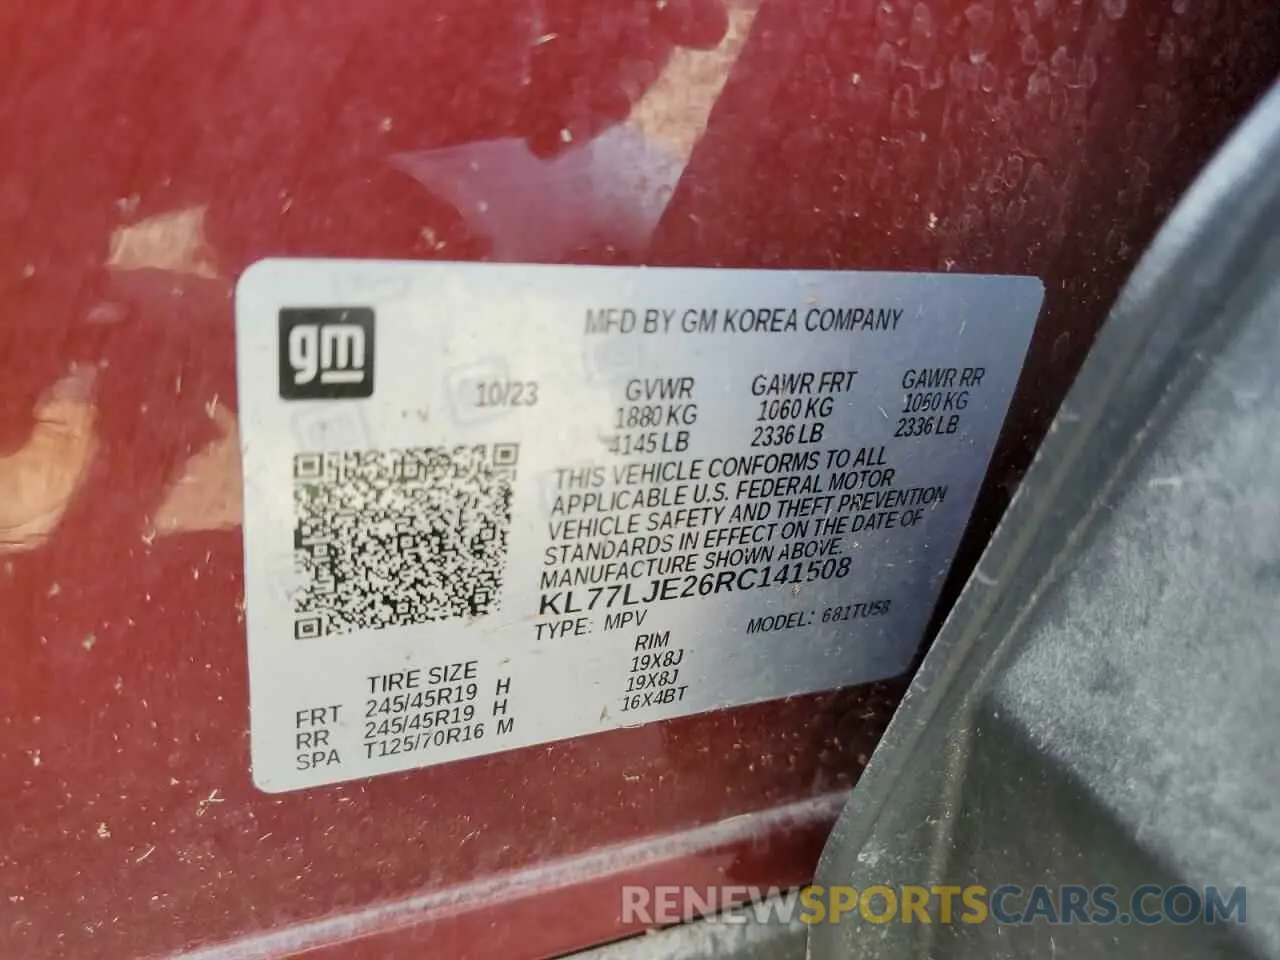 gm
MFD BY GM KOREA COMPANY
10/23
GVWR GAWR FRT GAWR RR
1880 KG 1060 KG 1060 KG
4145 LB 2336 LB 2336 LB
THIS VEHICLE CONFORMS TO ALL
APPLICABLE U.S. FEDERAL MOTOR
VEHICLE SAFETY AND THEFT PREVENTION
STANDARDS IN EFFECT ON THE DATE OF
MANUFACTURE SHOWN ABOVE.
KL77LJE26RC141508
TYPE: MPV MODEL: 681TU58
TIRE SIZE RIM
FRT 245/45R19 H 19X8J
RR 245/45R19 H 19X8J
SPA T125/70R16 M 16X4BT
RENEWSPORTSCARS.COM